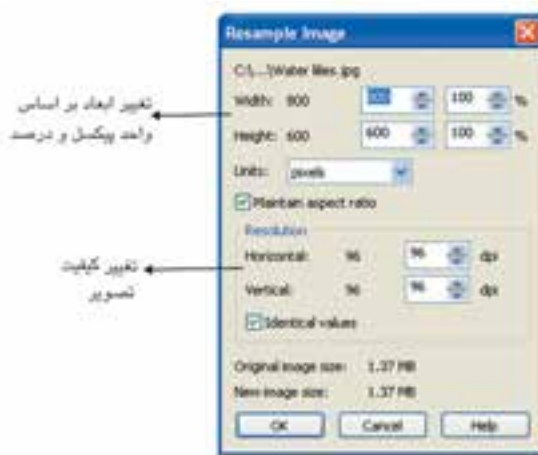 Resample Image
C:\...\Water lilies.jpg
Width: 800 800 100 %
Height: 600 600 100 %
Units: pixels
Maintain aspect ratio
Resolution
Horizontal: 96 96 dpi
Vertical: 96 96 dpi
Identical values
Original image size: 1.37 MB
New image size: 1.37 MB
OK Cancel Help
تغییر ابعاد بر اساس
واحد پیکسل و درصد
تغییر کیفیت
تصویر